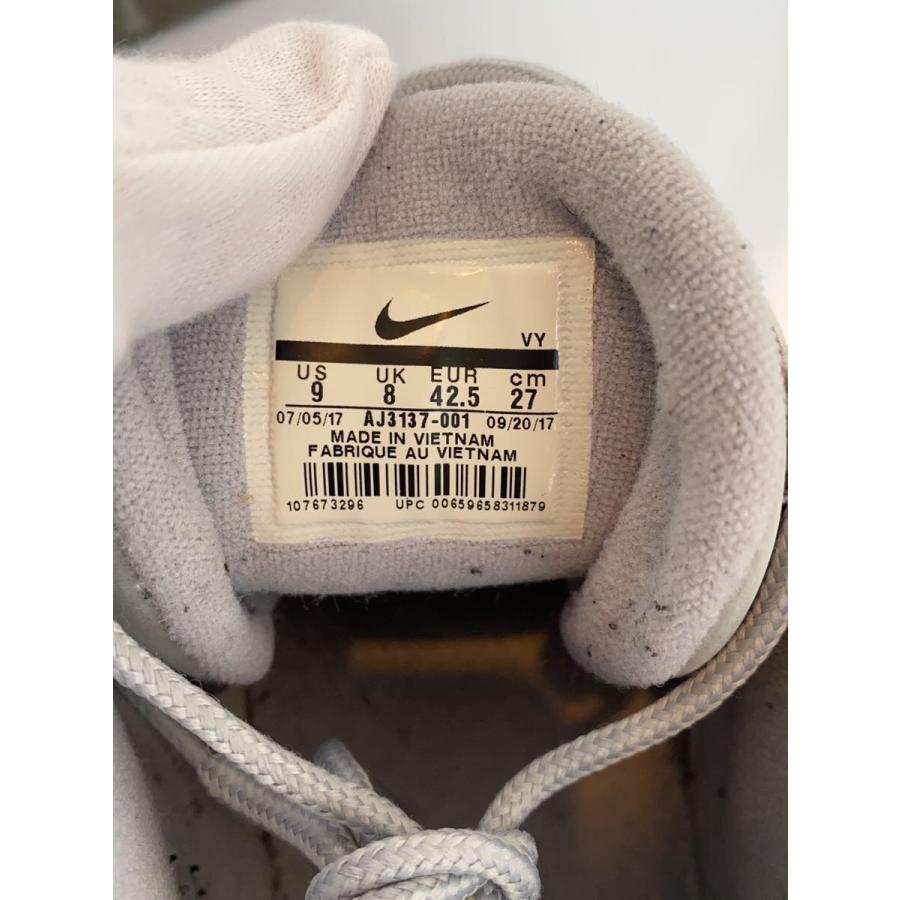 VY
US UK EUR cm
9 8 42.5 27
07/05/17 AJ3137-001 09/20/17
MADE IN VIETNAM
FABRIQUE AU VIETNAM
107673296 UPC 00659658311879